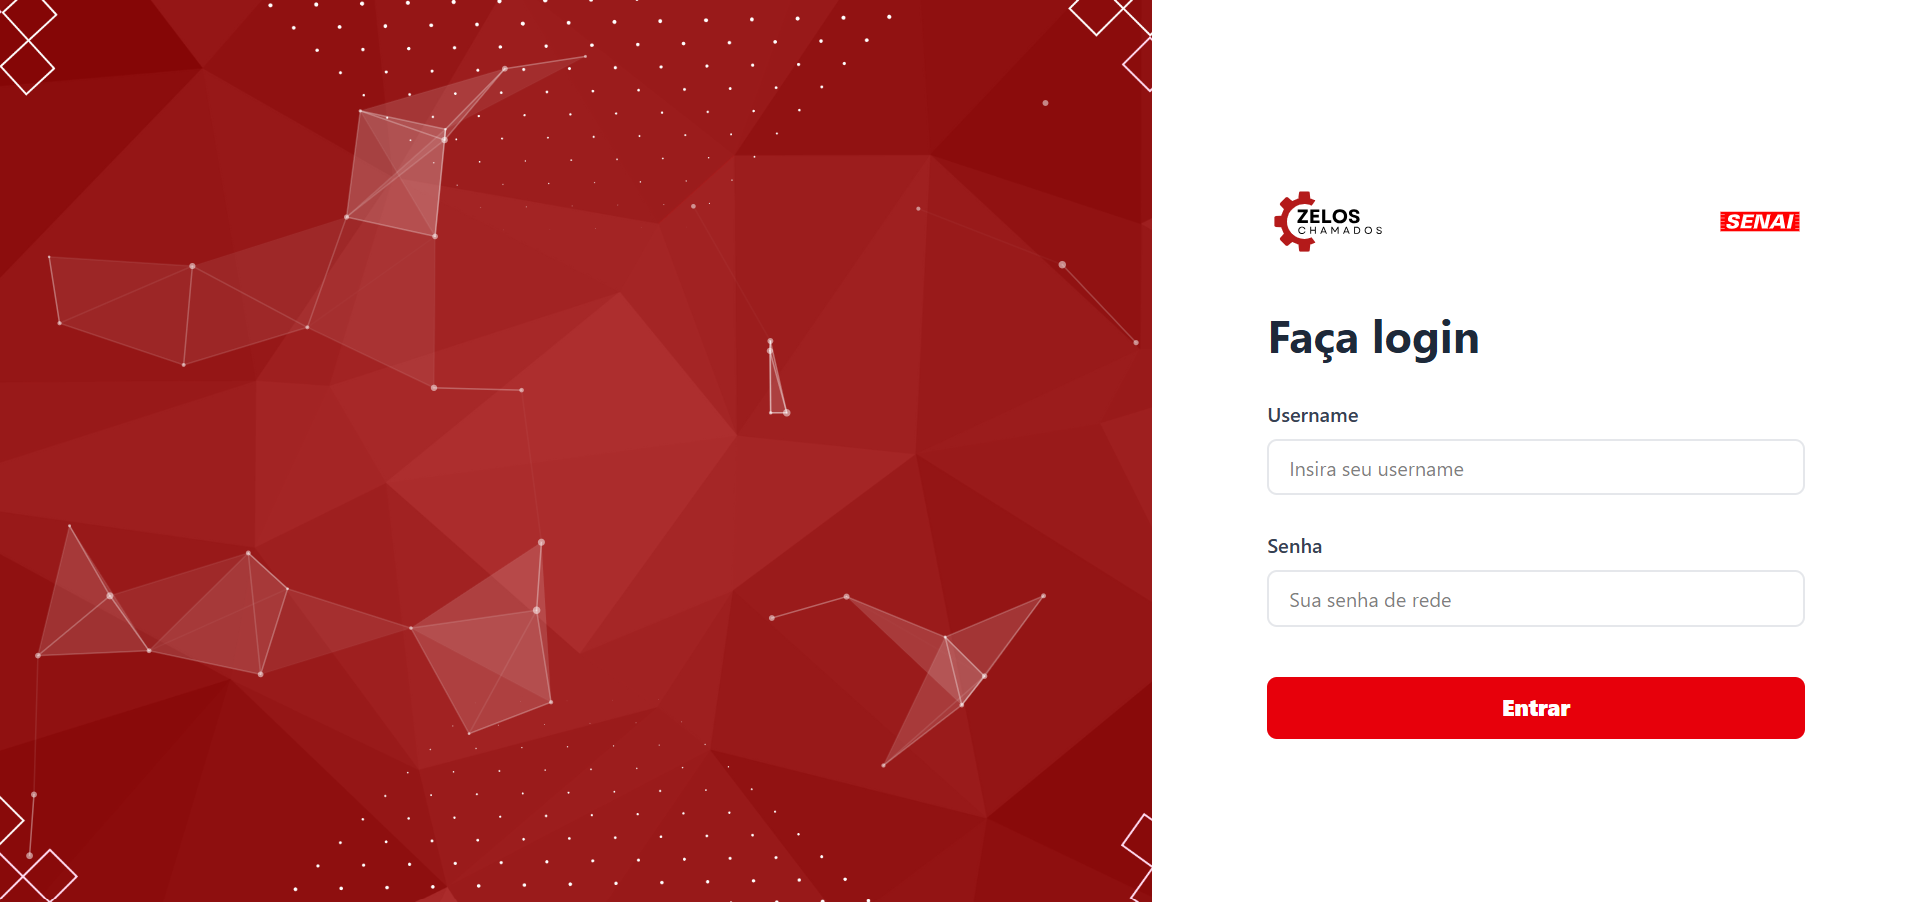 ZELOS
CHAMADOS
SENAI
Faça login
Username
Insira seu username
Senha
Sua senha de rede
Entrar